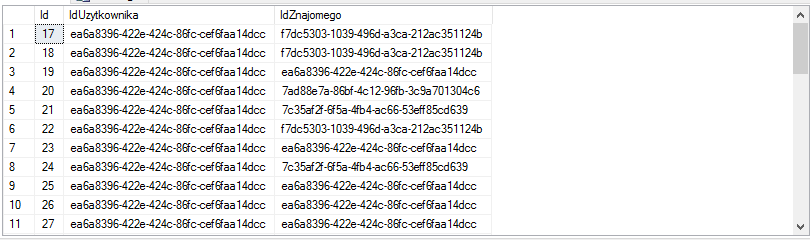 Id IdUzytkownika IdZnajomego
1 17 ea6a8396-422e-424c-86fc-cef6faa14dcc f7dc5303-1039-496d-a3ca-212ac351124b
2 18 ea6a8396-422e-424c-86fc-cef6faa14dcc f7dc5303-1039-496d-a3ca-212ac351124b
3 19 ea6a8396-422e-424c-86fc-cef6faa14dcc ea6a8396-422e-424c-86fc-cef6faa14dcc
4 20 ea6a8396-422e-424c-86fc-cef6faa14dcc 7ad88e7a-86bf-4c12-96fb-3c9a701304c6
5 21 ea6a8396-422e-424c-86fc-cef6faa14dcc 7c35af2f-6f5a-4fb4-ac66-53eff85cd639
6 22 ea6a8396-422e-424c-86fc-cef6faa14dcc f7dc5303-1039-496d-a3ca-212ac351124b
7 23 ea6a8396-422e-424c-86fc-cef6faa14dcc ea6a8396-422e-424c-86fc-cef6faa14dcc
8 24 ea6a8396-422e-424c-86fc-cef6faa14dcc 7c35af2f-6f5a-4fb4-ac66-53eff85cd639
9 25 ea6a8396-422e-424c-86fc-cef6faa14dcc ea6a8396-422e-424c-86fc-cef6faa14dcc
10 26 ea6a8396-422e-424c-86fc-cef6faa14dcc ea6a8396-422e-424c-86fc-cef6faa14dcc
11 27 ea6a8396-422e-424c-86fc-cef6faa14dcc ea6a8396-422e-424c-86fc-cef6faa14dcc